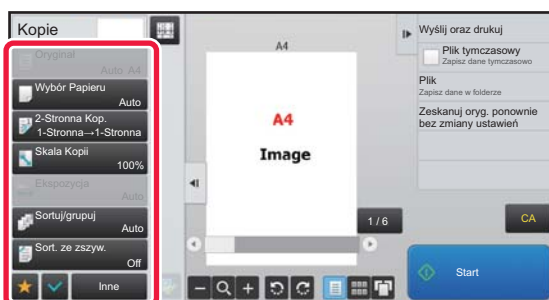 Kopie
Oryginał
Auto A4
Wybór Papieru
Auto
2-Stronna Kop.
1-Stronna→1-Stronna
Skala Kopii
100%
Ekspozycja
Auto
Sortuj/grupuj
Auto
Sort. ze zszyw.
Off
Inne
A4
A4
Image
1 / 6
Wyślij oraz drukuj
Plik tymczasowy
Zapisz dane tymczasowo
Plik
Zapisz dane w folderze
Zeskanuj oryg. ponownie
bez zmiany ustawień
CA
Start